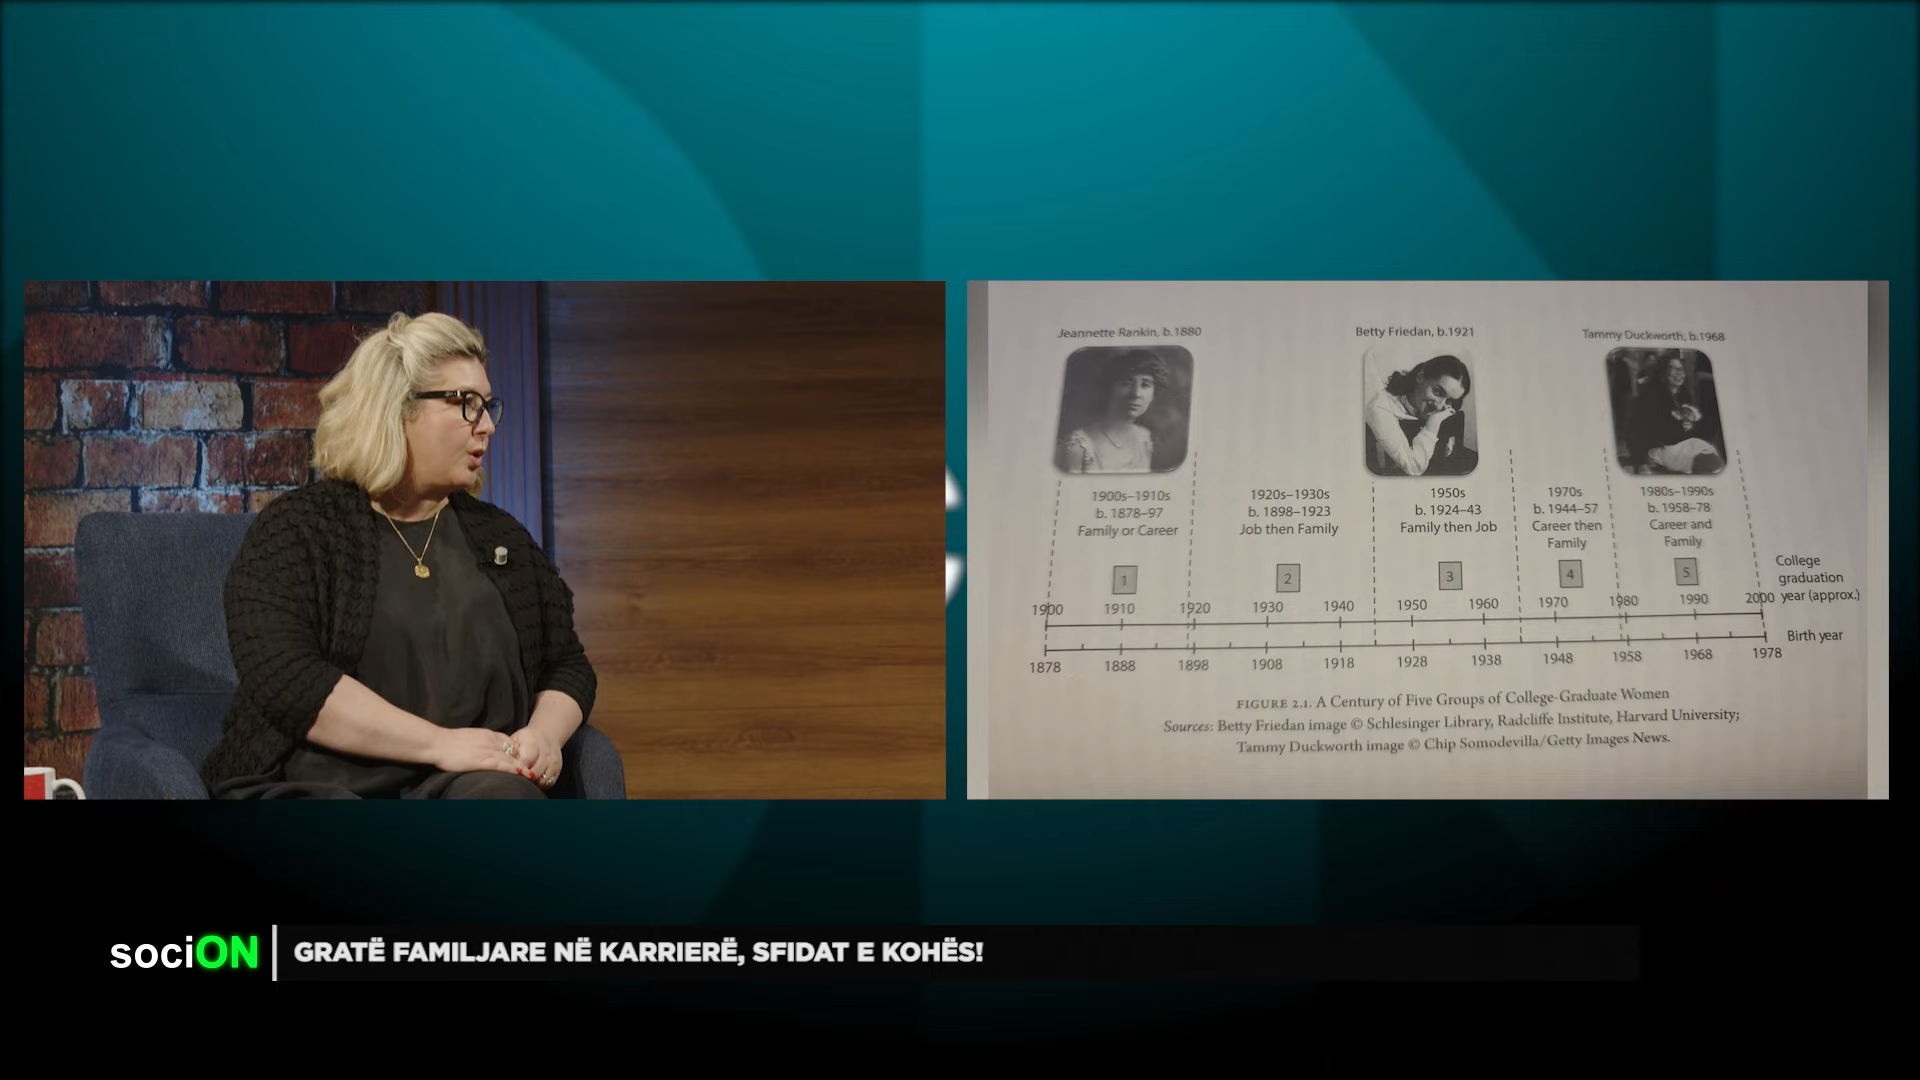 Jeannette Rankin, b.1880
Betty Friedan, b.1921
Tammy Duckworth, b.1968
1900s–1910s
b. 1878–97
Family or Career
1920s–1930s
b. 1898–1923
Job then Family
1950s
b. 1924–43
Family then Job
1970s
b. 1944–57
Career then
Family
1980s–1990s
b. 1958–78
Career and
Family
1 2 3 4 5
College
graduation
year (approx.)
1900 1910 1920 1930 1940 1950 1960 1970 1980 1990 2000
Birth year
1878 1888 1898 1908 1918 1928 1938 1948 1958 1968 1978
FIGURE 2.1. A Century of Five Groups of College-Graduate Women
Sources: Betty Friedan image © Schlesinger Library, Radcliffe Institute, Harvard University;
Tammy Duckworth image © Chip Somodevilla/Getty Images News.
sociON
GRATË FAMILJARE NË KARRIERË, SFIDAT E KOHËS!